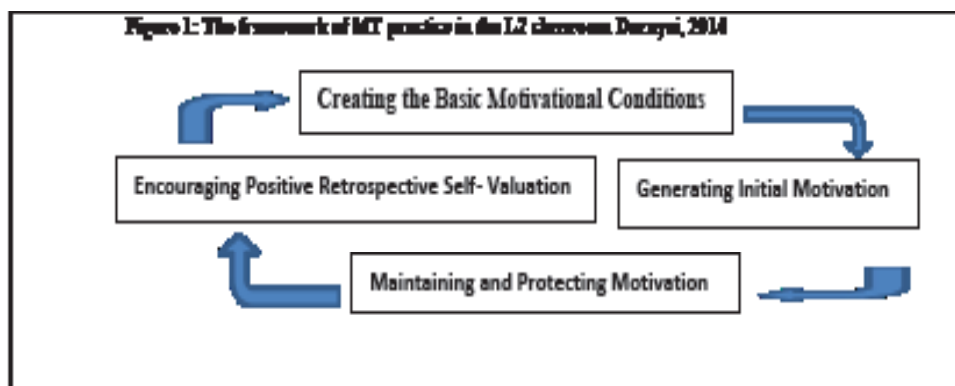 Figure 1: The framework of MT practice in the L2 classroom Dornyei, 2014
Creating the Basic Motivational Conditions
Encouraging Positive Retrospective Self- Valuation
Generating Initial Motivation
Maintaining and Protecting Motivation